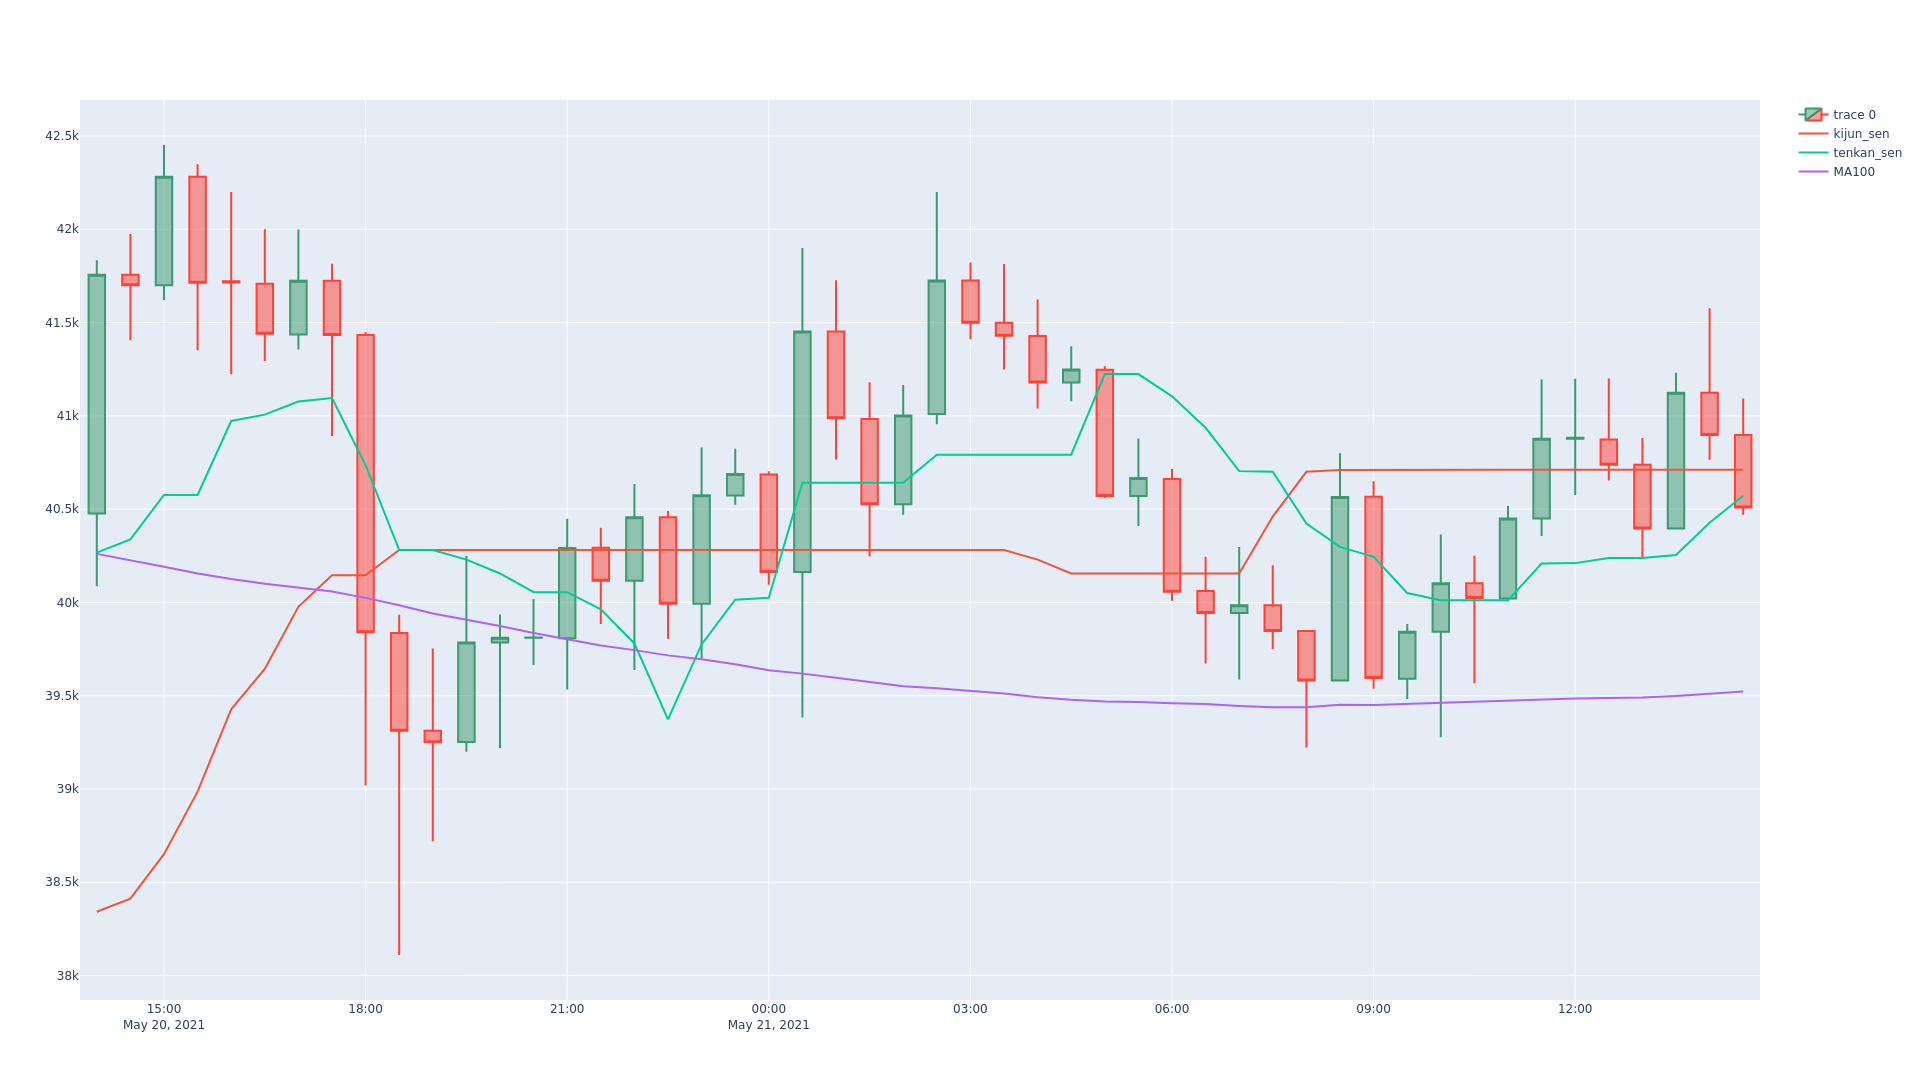 42.5k
42k
41.5k
41k
40.5k
40k
39.5k
39k
38.5k
38k
15:00 18:00 21:00 00:00 03:00 06:00 09:00 12:00
May 20, 2021 May 21, 2021
trace 0
kijun_sen
tenkan_sen
MA100